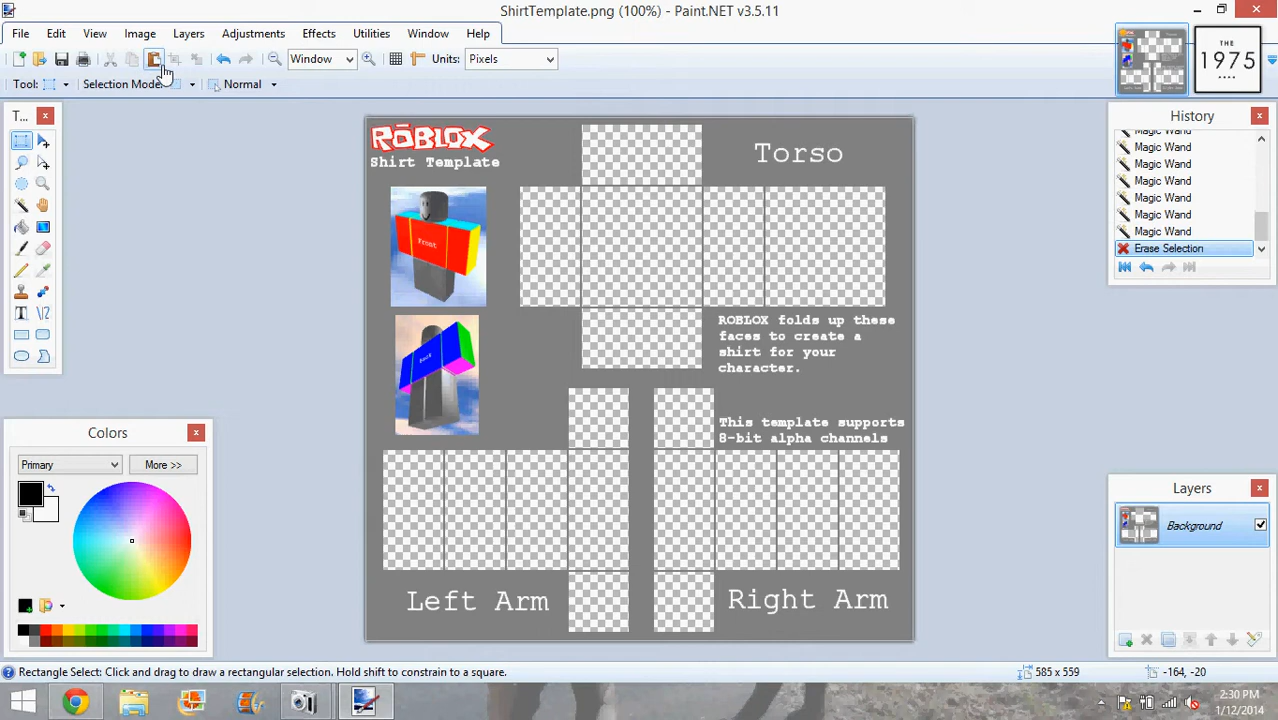 ShirtTemplate.png (100%) - Paint.NET v3.5.11
File Edit View Image Layers Adjustments Effects Utilities Window Help
Window Units: Pixels
Tool: Selection Mode: Normal
THE
1975
T...
History
Magic Wand
Magic Wand
Magic Wand
Magic Wand
Magic Wand
Magic Wand
Magic Wand
Erase Selection
ROBLOX
Shirt Template
Torso
Front
Back
ROBLOX folds up these
faces to create a
shirt for your
character.
This template supports
8-bit alpha channels
Left Arm
Right Arm
Colors
Primary
More >>
Layers
Background
Rectangle Select: Click and drag to draw a rectangular selection. Hold shift to constrain to a square.
585 x 559
-164, -20
2:30 PM
1/12/2014